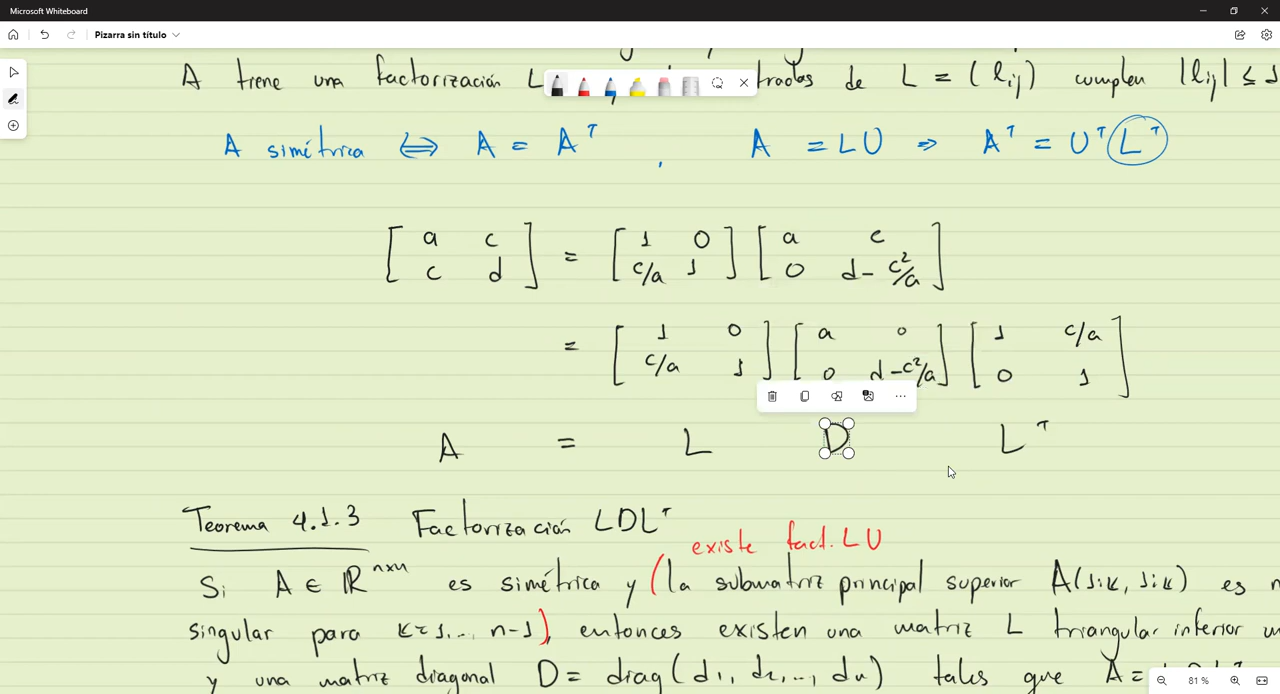 Microsoft Whiteboard
Pizarra sin título
A tiene una factorización L de L = (lij) cumplen |lij| ≤ 1
A simétrica ⟺ A = Aᵀ , A = LU ⇒ Aᵀ = Uᵀ Lᵀ
[ a c ; c d ] = [ 1 0 ; c/a 1 ] [ a c ; 0 d - c²/a ]
= [ 1 0 ; c/a 1 ] [ a 0 ; 0 d - c²/a ] [ 1 c/a ; 0 1 ]
A = L D Lᵀ
Teorema 4.1.3 Factorización LDLᵀ
existe fact. LU
Si A ∈ ℝⁿˣⁿ es simétrica y (la submatriz principal superior A(1:k, 1:k) es n
singular para k=1,..., n-1), entonces existen una matriz L triangular inferior un
y una matriz diagonal D = diag(d₁, d₂,..., dₙ) tales que A =
81 %